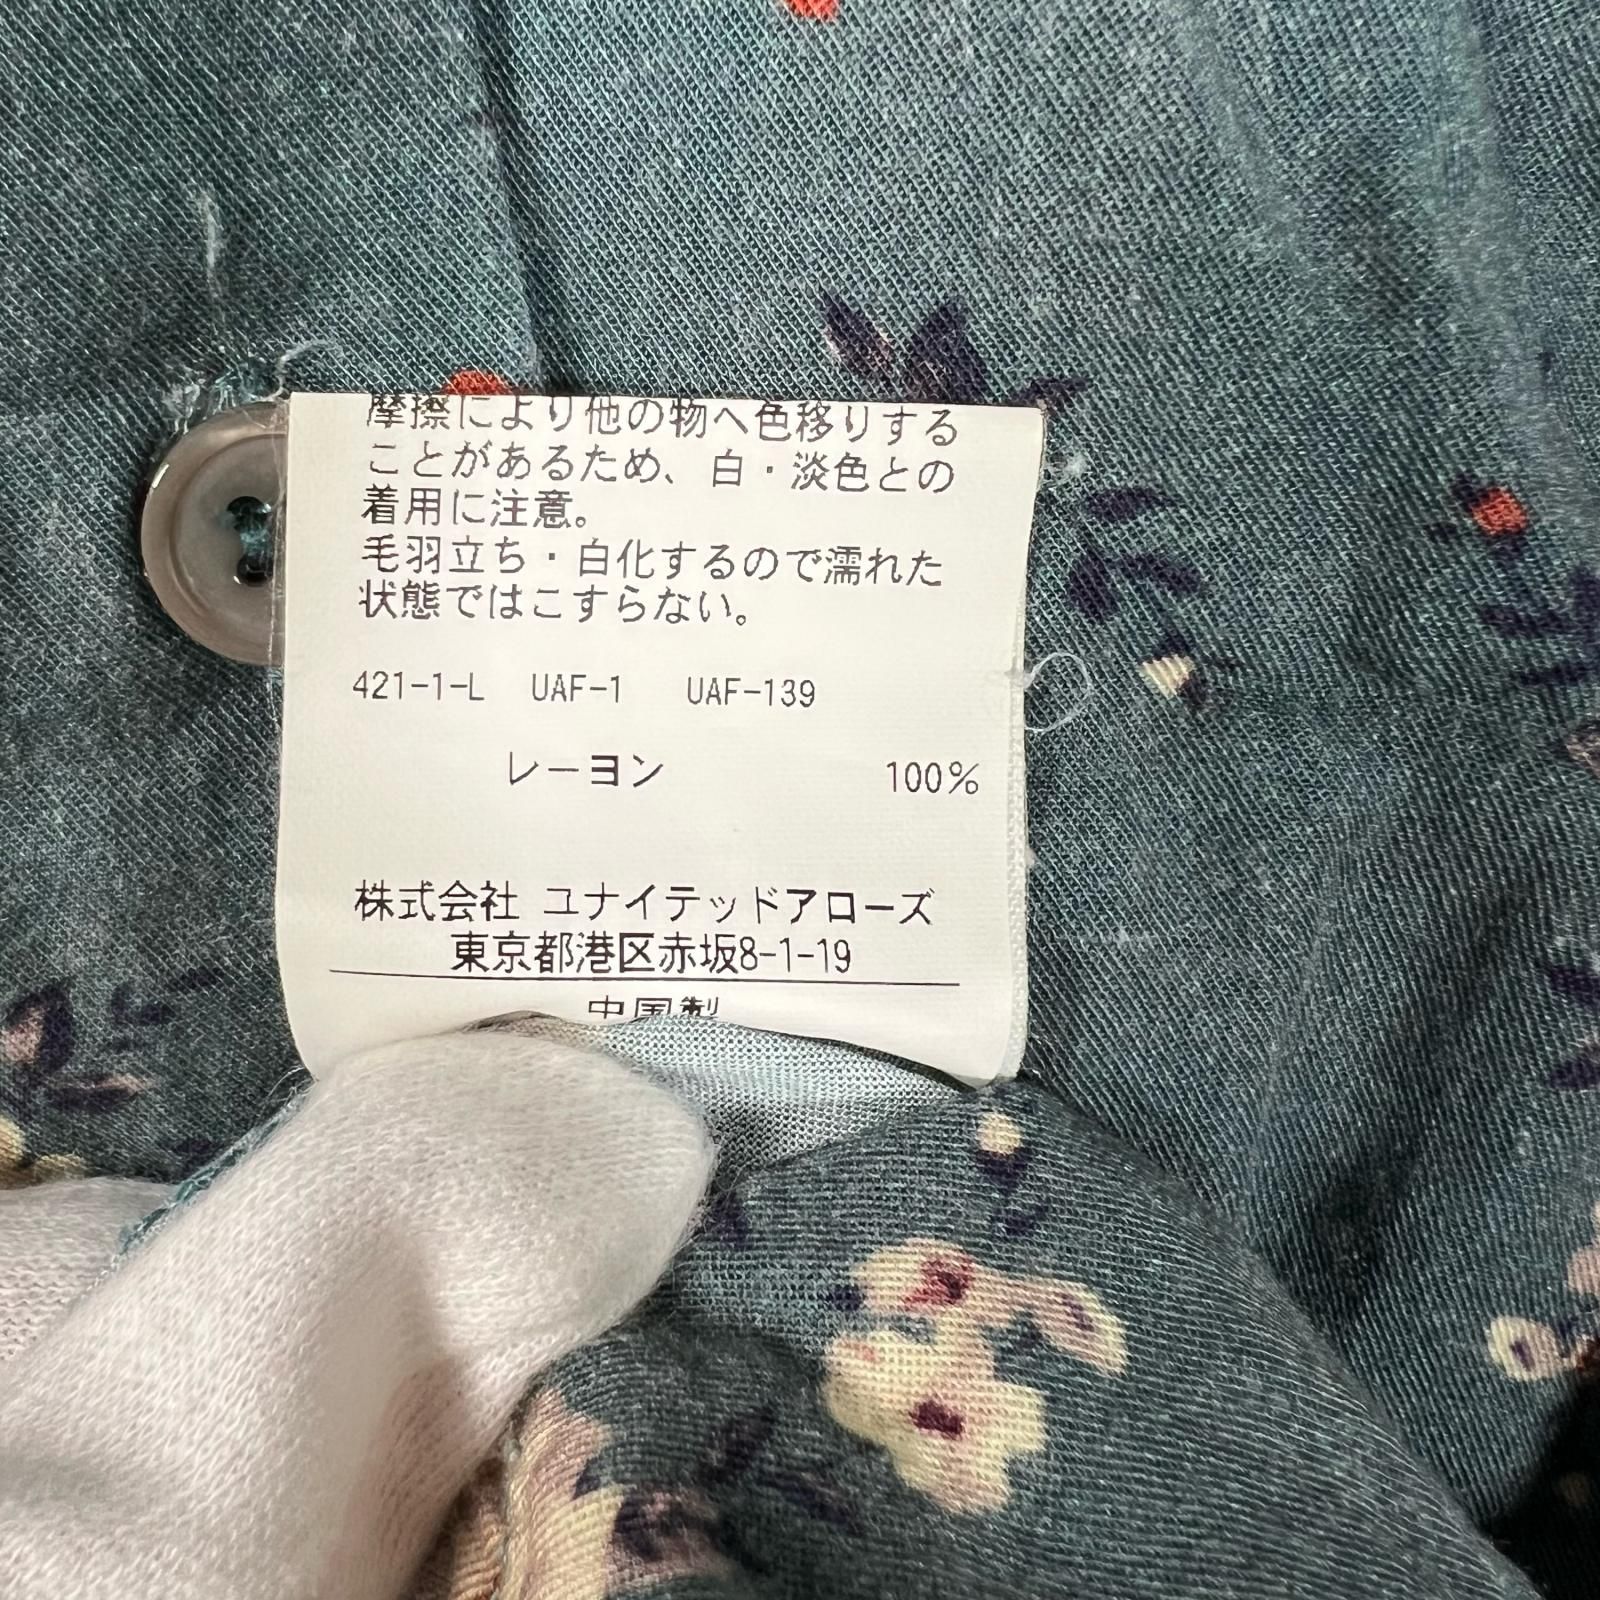 摩擦により他の物へ色移りする
ことがあるため、白・淡色との
着用に注意。
毛羽立ち・白化するので濡れた
状態ではこすらない。
421-1-L UAF-1 UAF-139
レーヨン 100%
株式会社 ユナイテッドアローズ
東京都港区赤坂8-1-19
中国製